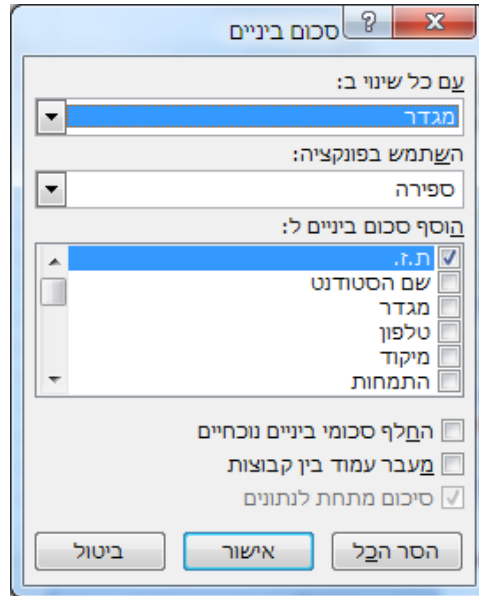 סכום ביניים
עם כל שינוי ב:
מגדר
השתמש בפונקציה:
ספירה
הוסף סכום ביניים ל:
ת.ז.
שם הסטודנט
מגדר
טלפון
מיקוד
התמחות
החלף סכומי ביניים נוכחיים
מעבר עמוד בין קבוצות
סיכום מתחת לנתונים
הסר הכל אישור ביטול